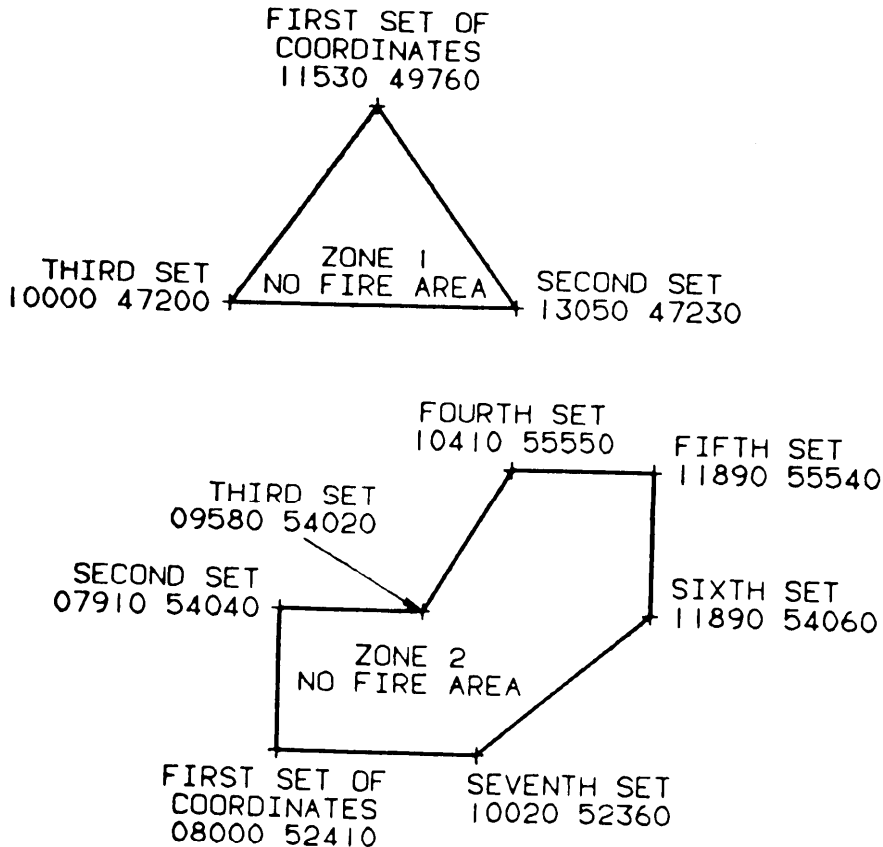 FIRST SET OF
COORDINATES
11530 49760
ZONE 1
NO FIRE AREA
THIRD SET
10000 47200
SECOND SET
13050 47230
FOURTH SET
10410 55550
FIFTH SET
11890 55540
THIRD SET
09580 54020
SECOND SET
07910 54040
SIXTH SET
11890 54060
ZONE 2
NO FIRE AREA
FIRST SET OF
COORDINATES
08000 52410
SEVENTH SET
10020 52360